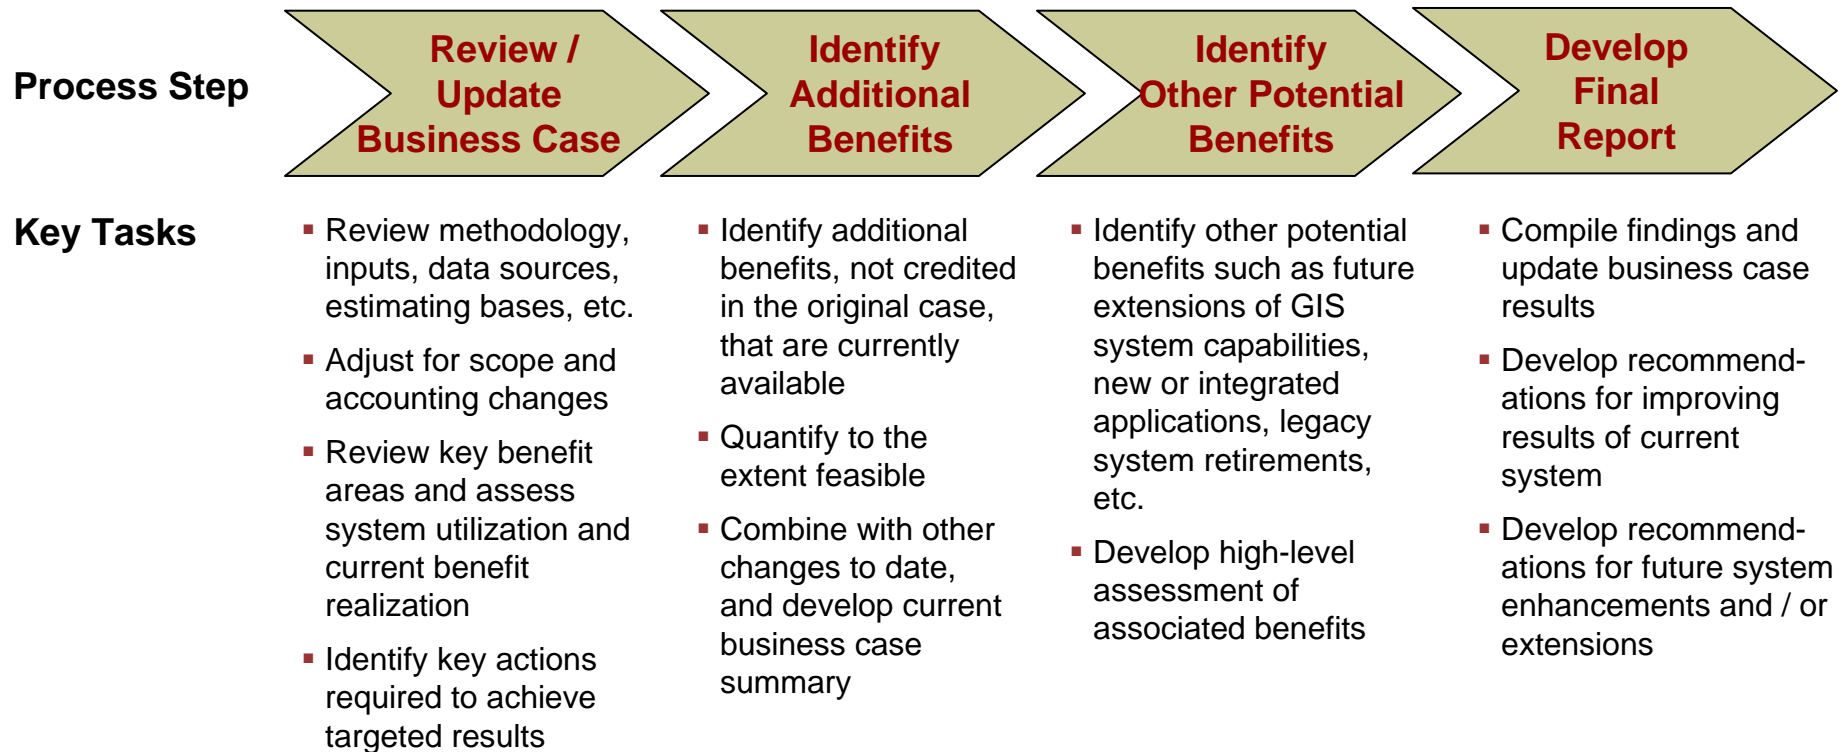 Process Step
Review /
Update
Business Case
Identify
Additional
Benefits
Identify
Other Potential
Benefits
Develop
Final
Report
Key Tasks
▪ Review methodology,
inputs, data sources,
estimating bases, etc.
▪ Adjust for scope and
accounting changes
▪ Review key benefit
areas and assess
system utilization and
current benefit
realization
▪ Identify key actions
required to achieve
targeted results
▪ Identify additional
benefits, not credited
in the original case,
that are currently
available
▪ Quantify to the
extent feasible
▪ Combine with other
changes to date,
and develop current
business case
summary
▪ Identify other potential
benefits such as future
extensions of GIS
system capabilities,
new or integrated
applications, legacy
system retirements,
etc.
▪ Develop high-level
assessment of
associated benefits
▪ Compile findings and
update business case
results
▪ Develop recommend-
ations for improving
results of current
system
▪ Develop recommend-
ations for future system
enhancements and / or
extensions